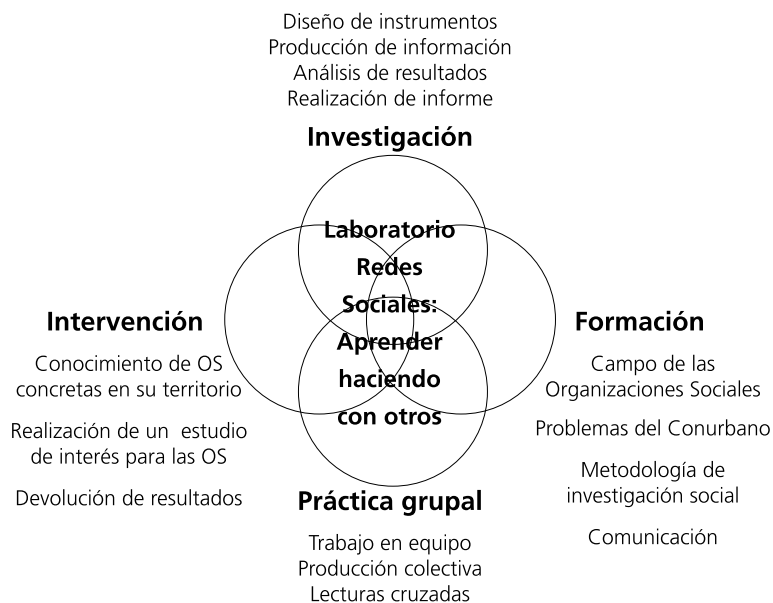 Diseño de instrumentos
Producción de información
Análisis de resultados
Realización de informe
Investigación
Laboratorio
Redes
Sociales:
Aprender
haciendo
con otros
Intervención
Conocimiento de OS
concretas en su territorio
Realización de un estudio
de interés para las OS
Devolución de resultados
Formación
Campo de las
Organizaciones Sociales
Problemas del Conurbano
Metodología de
investigación social
Comunicación
Práctica grupal
Trabajo en equipo
Producción colectiva
Lecturas cruzadas